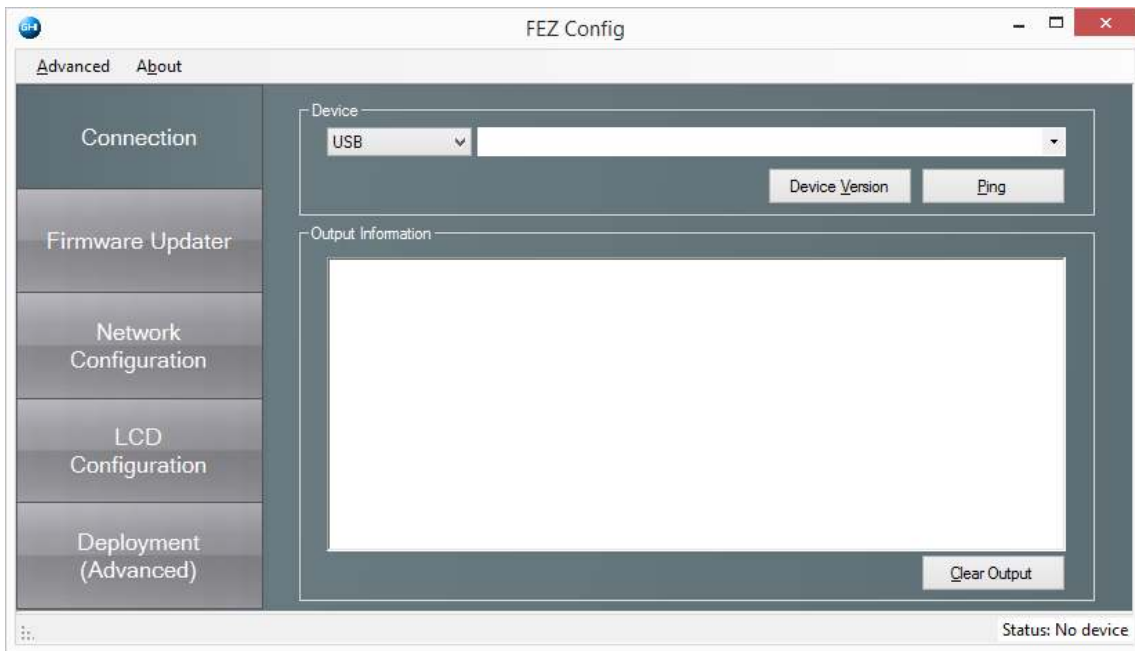 GHI
FEZ Config
Advanced About
Connection
Firmware Updater
Network
Configuration
LCD
Configuration
Deployment
(Advanced)
Device
USB
Device Version Ping
Output Information
Clear Output
Status: No device